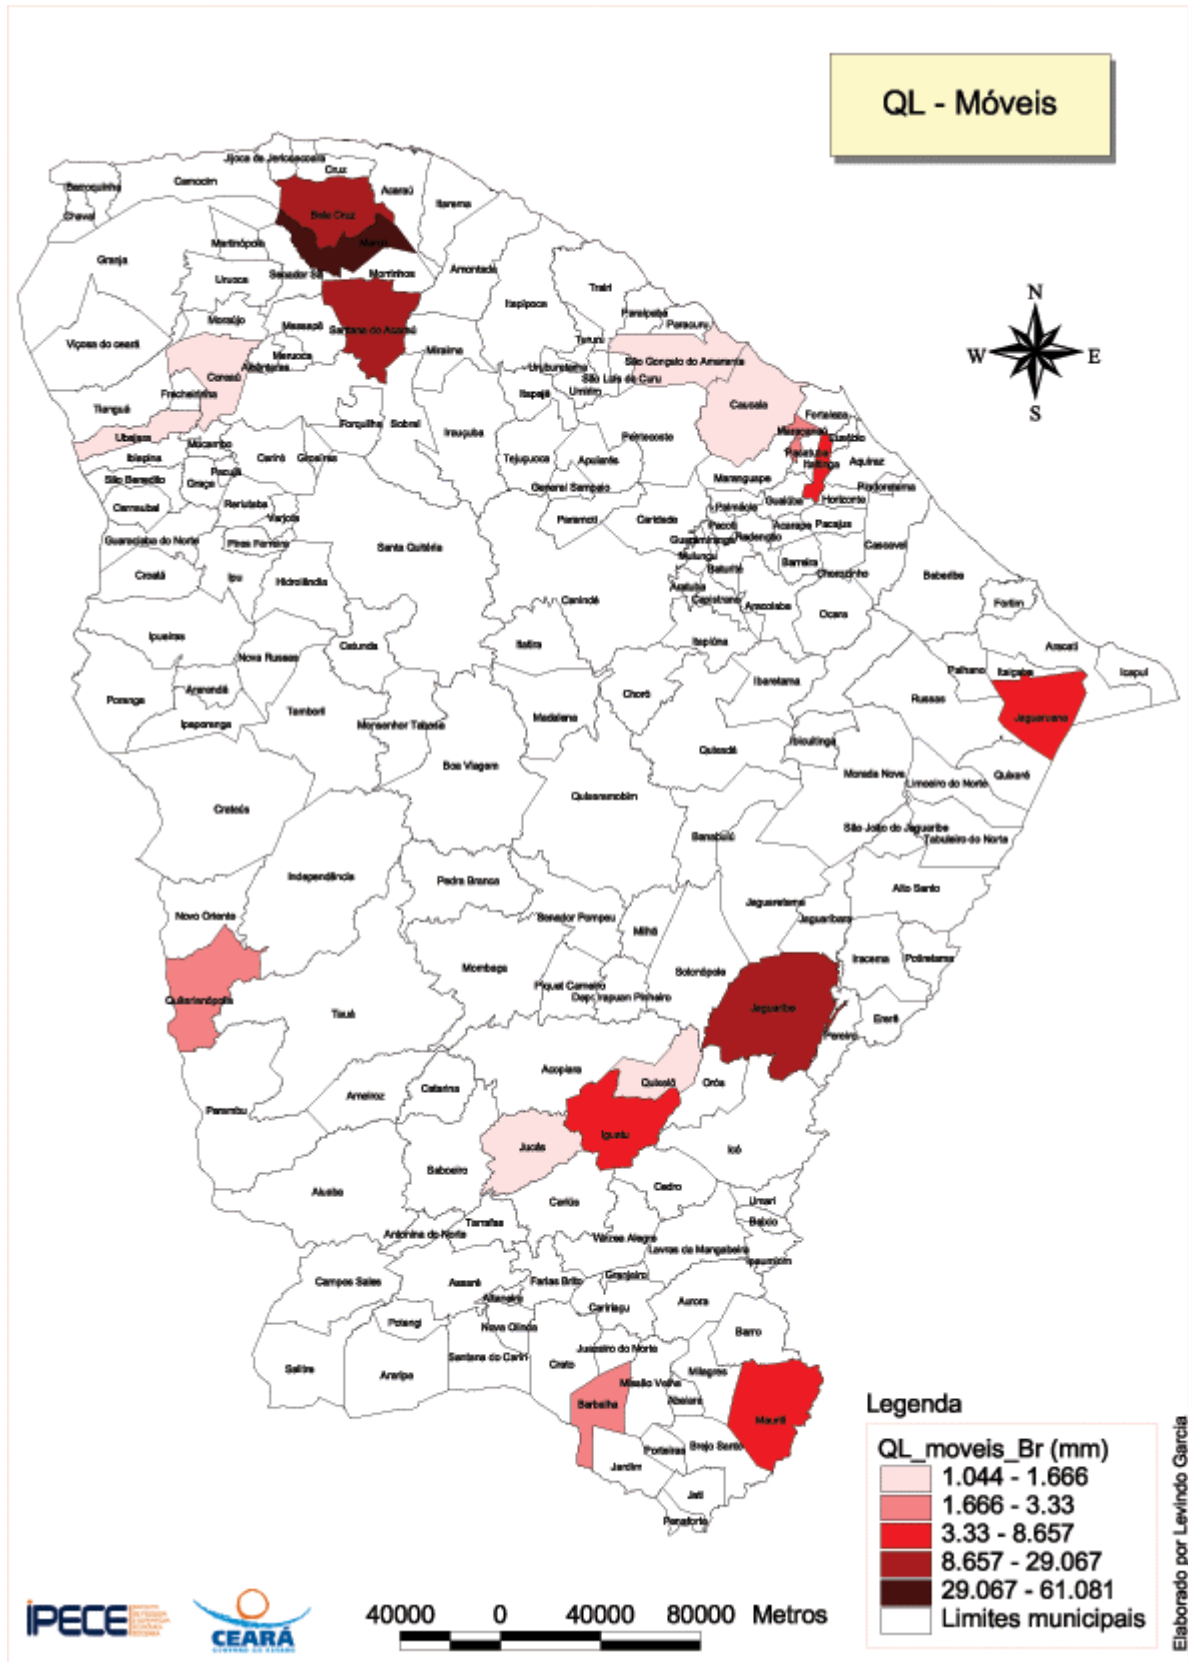 QL - Móveis
Jijoca de Jericoacoara
Cruz
Barroquinha
Camocim
Acaraú
Itarema
Chaval
Bela Cruz
Marco
Martinópole
Granja
Senador Sá
Morrinhos
Amontada
Uruoca
Trairi
Itapipoca
Moraújo
Massapê
Santana do Acaraú
Paraipaba
Paracuru
Viçosa do ceará
Tururu
Miraíma
Meruoca
Alcântaras
São Gonçalo do Amarante
Coreaú
Uruburetama
São Luís do Curu
Frecheirinha
Itapajé
Umirim
Caucaia
Tianguá
Fortaleza
Forquilha
Sobral
Irauçuba
Maracanaú
Eusébio
Ubajara
Mucambo
Pentecoste
Pacatuba
Itaitinga
Ibiapina
Cariré
Groaíras
Tejuçuoca
Apuiarés
Aquiraz
São Benedito
Pacujá
Graça
Maranguape
General Sampaio
Pindoretama
Carnaubal
Reriutaba
Varjota
Guaiúba
Horizonte
Palmácia
Paramoti
Caridade
Pacoti
Redenção
Acarape
Pacajus
Guaraciaba do Norte
Pires Ferreira
Santa Quitéria
Guaramiranga
Mulungu
Cascavel
Croatá
Ipu
Hidrolândia
Baturité
Barreira
Chorozinho
Beberibe
Aratuba
Capistrano
Aracoiaba
Ocara
Canindé
Fortim
Ipueiras
Nova Russas
Catunda
Itatira
Itapiúna
Aracati
Palhano
Itaiçaba
Icapuí
Poranga
Ararendá
Choró
Ibaretama
Russas
Ipaporanga
Tamboril
Monsenhor Tabosa
Madalena
Jaguaruana
Quixadá
Ibicuitinga
Boa Viagem
Morada Nova
Limoeiro do Norte
Quixeré
Crateús
Quixeramobim
São João do Jaguaribe
Tabuleiro do Norte
Banabuiú
Independência
Pedra Branca
Alto Santo
Novo Oriente
Senador Pompeu
Milhã
Jaguaretama
Jaguaribara
Mombaça
Solonópole
Iracema
Potiretama
Quiterianópolis
Piquet Carneiro
Dep. Irapuan Pinheiro
Tauá
Jaguaribe
Pereiro
Ererê
Acopiara
Quixelô
Orós
Parambu
Arneiroz
Catarina
Jucás
Iguatu
Icó
Saboeiro
Aiuaba
Cariús
Cedro
Umari
Baixio
Antonina do Norte
Tarrafas
Várzea Alegre
Lavras da Mangabeira
Ipaumirim
Campos Sales
Assaré
Farias Brito
Granjeiro
Altaneira
Caririaçu
Aurora
Potengi
Nova Olinda
Barro
Salitre
Araripe
Santana do Cariri
Crato
Juazeiro do Norte
Missão Velha
Milagres
Barbalha
Abaiara
Mauriti
Porteiras
Brejo Santo
Jardim
Jati
Penaforte
N
W
E
S
Legenda
QL_moveis_Br (mm)
1.044 - 1.666
1.666 - 3.33
3.33 - 8.657
8.657 - 29.067
29.067 - 61.081
Limites municipais
Elaborado por Levindo Garcia
IPECE
CEARÁ
GOVERNO DO ESTADO
40000 0 40000 80000 Metros